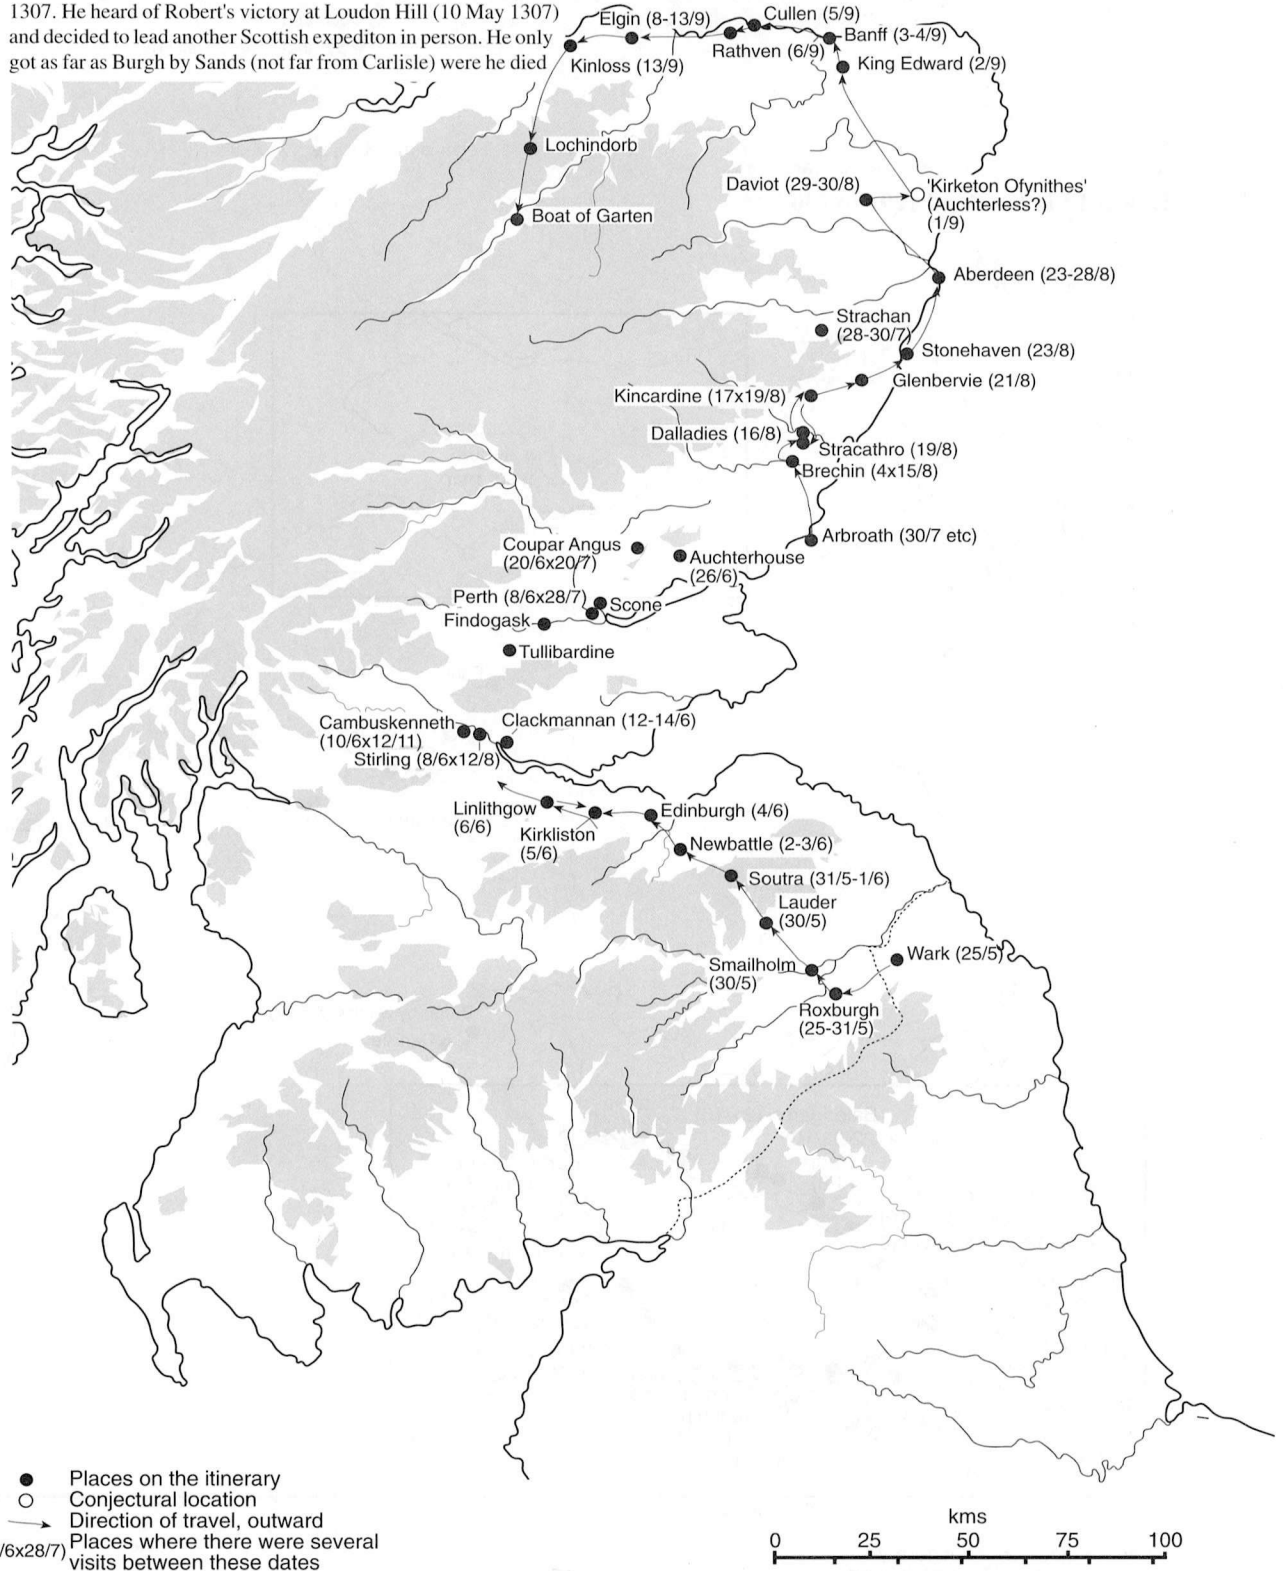 1307. He heard of Robert's victory at Loudon Hill (10 May 1307)
and decided to lead another Scottish expediton in person. He only
got as far as Burgh by Sands (not far from Carlisle) were he died
Elgin (8-13/9)
Cullen (5/9)
Banff (3-4/9)
Rathven (6/9)
Kinloss (13/9)
King Edward (2/9)
Lochindorb
Daviot (29-30/8)
'Kirketon Ofynithes'
(Auchterless?)
(1/9)
Boat of Garten
Aberdeen (23-28/8)
Strachan
(28-30/7)
Stonehaven (23/8)
Glenbervie (21/8)
Kincardine (17x19/8)
Dalladies (16/8)
Stracathro (19/8)
Brechin (4x15/8)
Arbroath (30/7 etc)
Coupar Angus
(20/6x20/7)
Auchterhouse
(26/6)
Perth (8/6x28/7)
Scone
Findogask
Tullibardine
Cambuskenneth
(10/6x12/11)
Clackmannan (12-14/6)
Stirling (8/6x12/8)
Linlithgow
(6/6)
Kirkliston
(5/6)
Edinburgh (4/6)
Newbattle (2-3/6)
Soutra (31/5-1/6)
Lauder
(30/5)
Smailholm
(30/5)
Wark (25/5)
Roxburgh
(25-31/5)
Places on the itinerary
Conjectural location
Direction of travel, outward
/6x28/7) Places where there were several
visits between these dates
kms
0 25 50 75 100